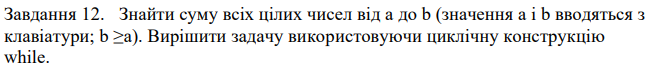 Завдання 12. Знайти суму всіх цілих чисел від a до b (значення a і b вводяться з
клавіатури; b ≥a). Вирішити задачу використовуючи циклічну конструкцію
while.